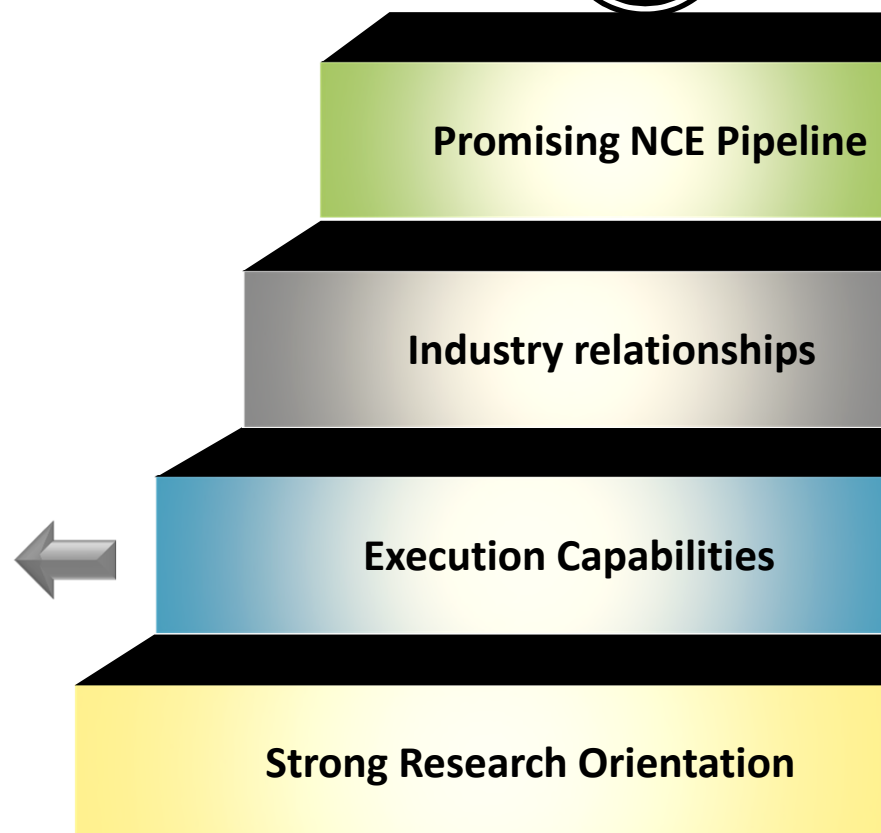 Promising NCE Pipeline
Industry relationships
Execution Capabilities
Strong Research Orientation